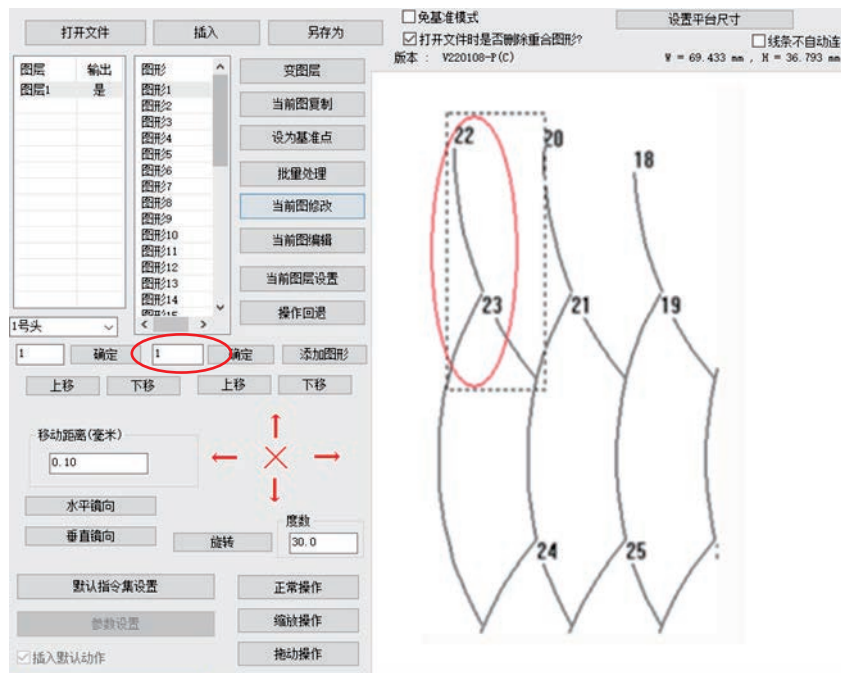 打开文件 插入 另存为
免基准模式 设置平台尺寸
打开文件时是否删除重合图形? 线条不自动连
版本 : V220108-P(C) W = 69.433 mm , H = 36.793 mm
图层 输出
图层1 是
图形
图形1
图形2
图形3
图形4
图形5
图形6
图形7
图形8
图形9
图形10
图形11
图形12
图形13
图形14
变图层
当前图复制
设为基准点
批量处理
当前图修改
当前图编辑
当前图层设置
操作回退
1号头
1 确定 1 确定 添加图形
上移 下移 上移 下移
移动距离(毫米)
0.10
水平镜向
垂直镜向
旋转
度数
30.0
默认指令集设置 正常操作
参数设置 缩放操作
插入默认动作 拖动操作
22 20 18
23 21 19
24 25